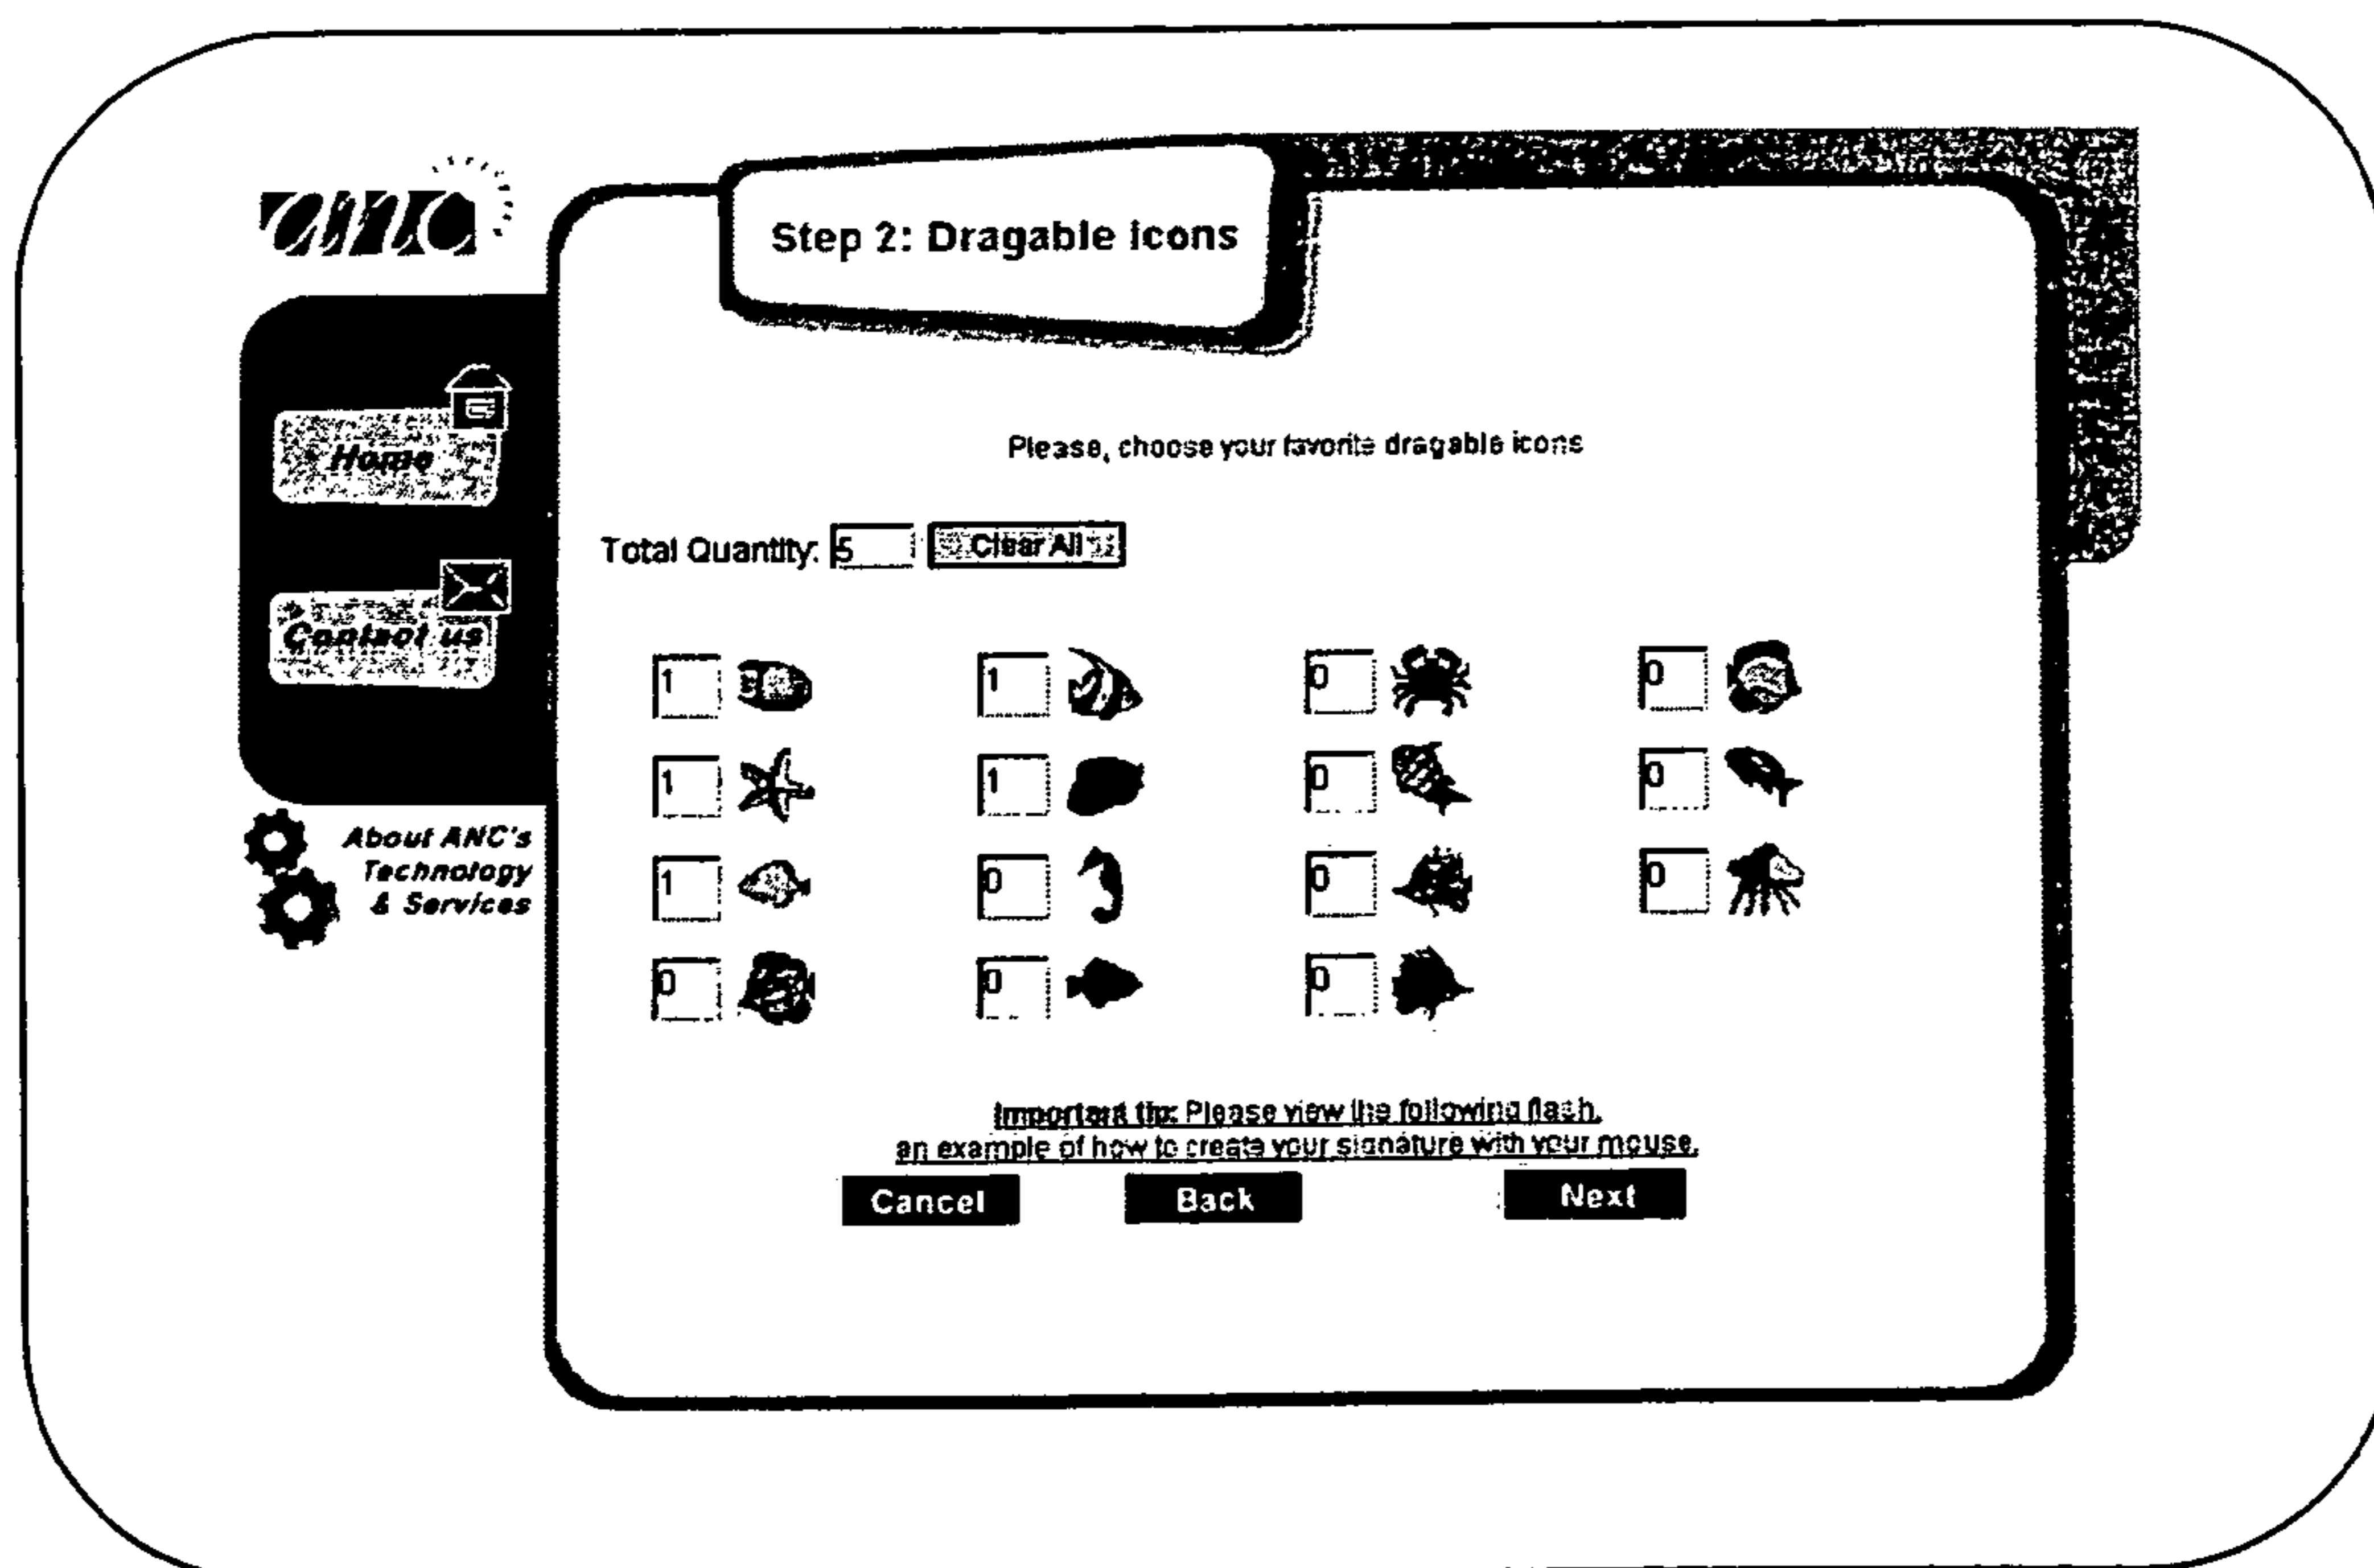 anc
Step 2: Dragable icons
Home
Please, choose your favorite dragable icons
Total Quantity: 5 Clear All
Contact us
1 1 0 0
1 1 0 0
About ANC's
Technology
& Services
1 0 0 0
0 0 0
Important tip: Please view the following flash,
an example of how to create your signature with your mouse.
Cancel Back Next